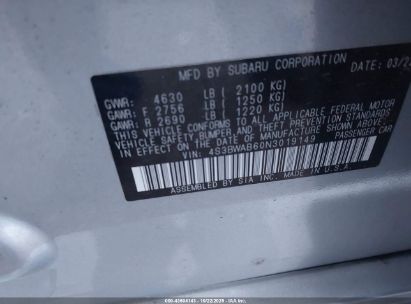 MFD BY SUBARU CORPORATION DATE: 03/2
GVWR: 4630 LB ( 2100 KG)
GAWR: F 2756 LB ( 1250 KG)
GAWR: R 2690 LB ( 1220 KG)
THIS VEHICLE CONFORMS TO ALL APPLICABLE FEDERAL MOTOR
VEHICLE SAFETY, BUMPER, AND THEFT PREVENTION STANDARDS IN
EFFECT ON THE DATE OF MANUFACTURE SHOWN ABOVE.
VIN: 4S3BWAB60N3019149 PASSENGER CAR
ASSEMBLED BY SIA INC. MADE IN U.S.A.